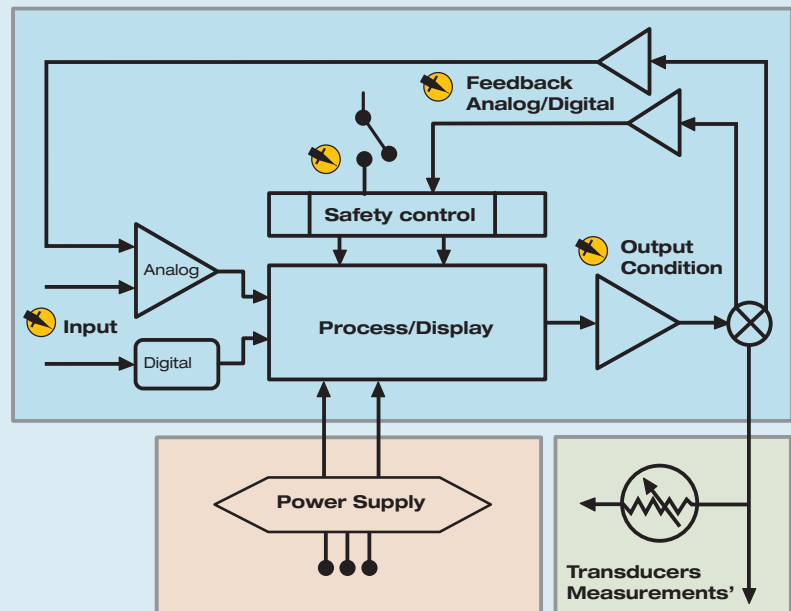 Feedback
Analog/Digital
Safety control
Analog
Output
Condition
Input
Process/Display
Digital
Power Supply
Transducers
Measurements'